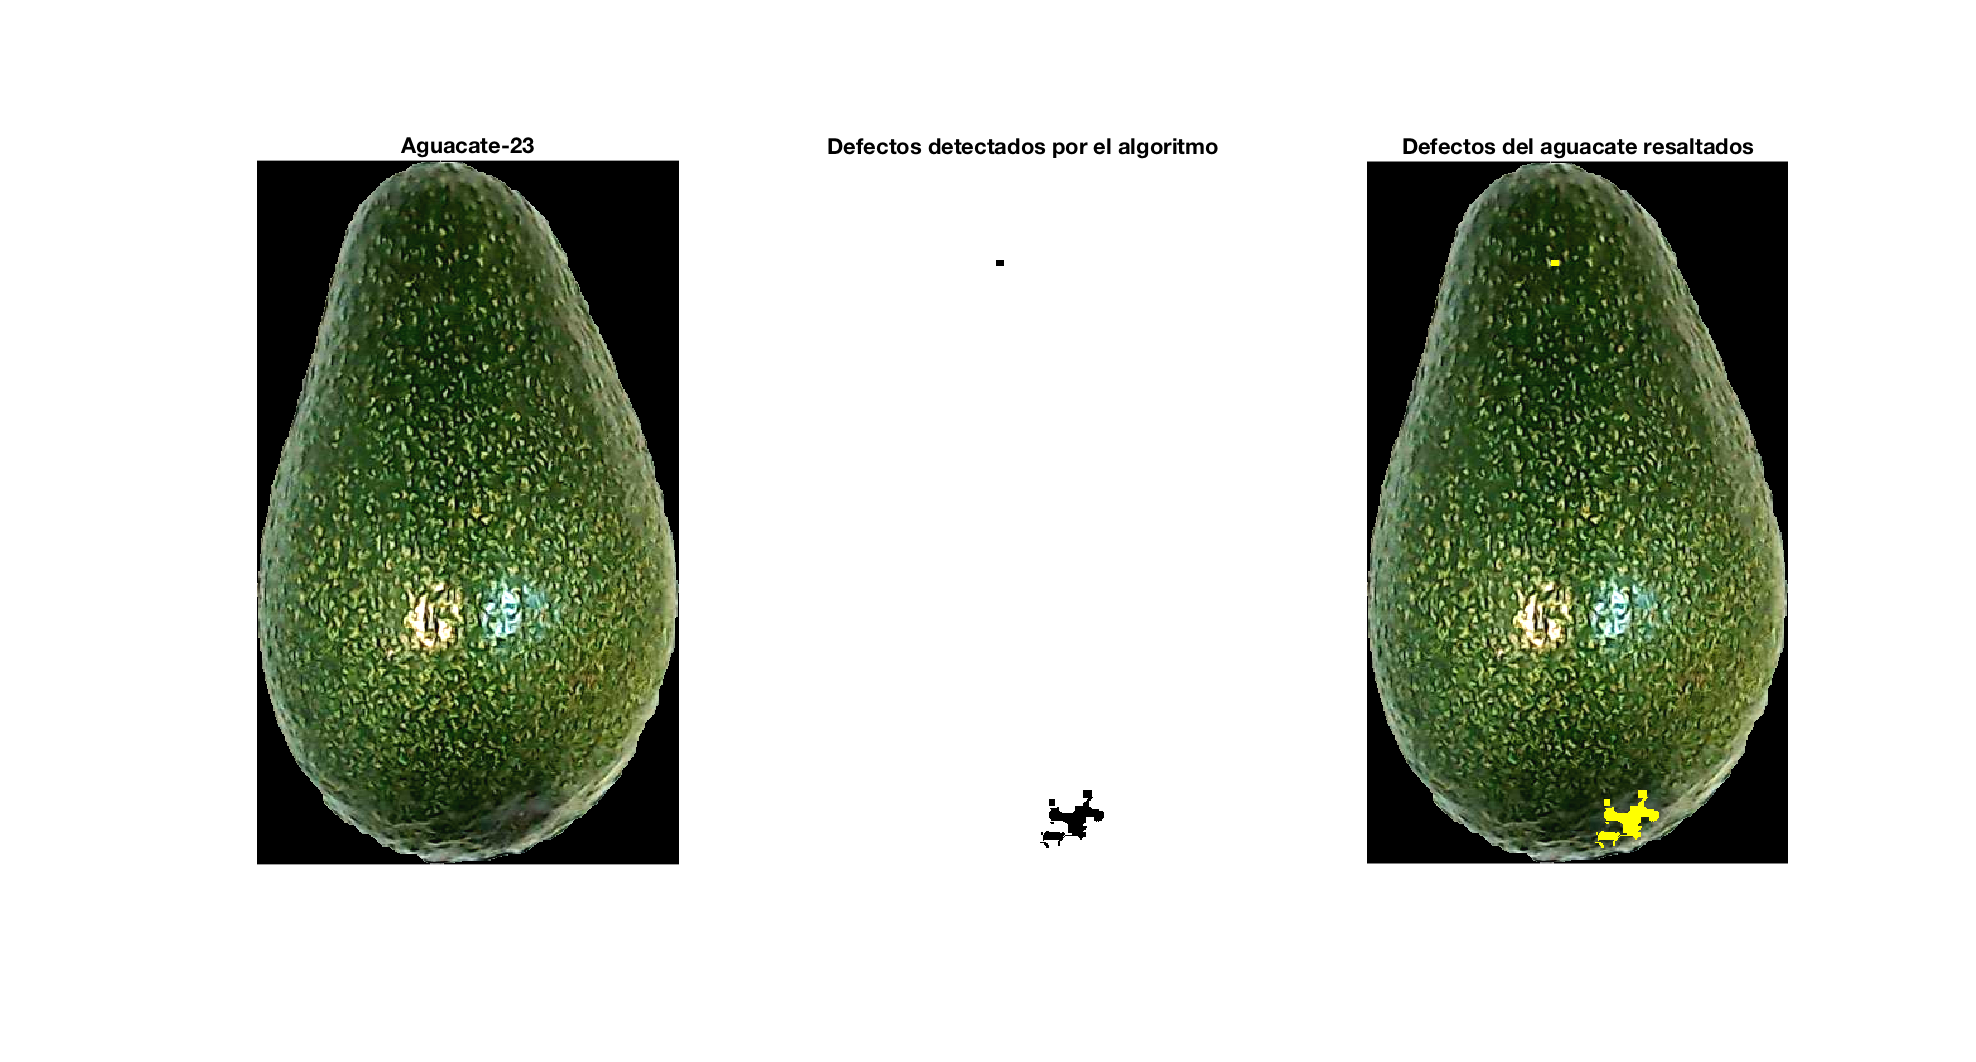 Aguacate-23
Defectos detectados por el algoritmo
Defectos del aguacate resaltados